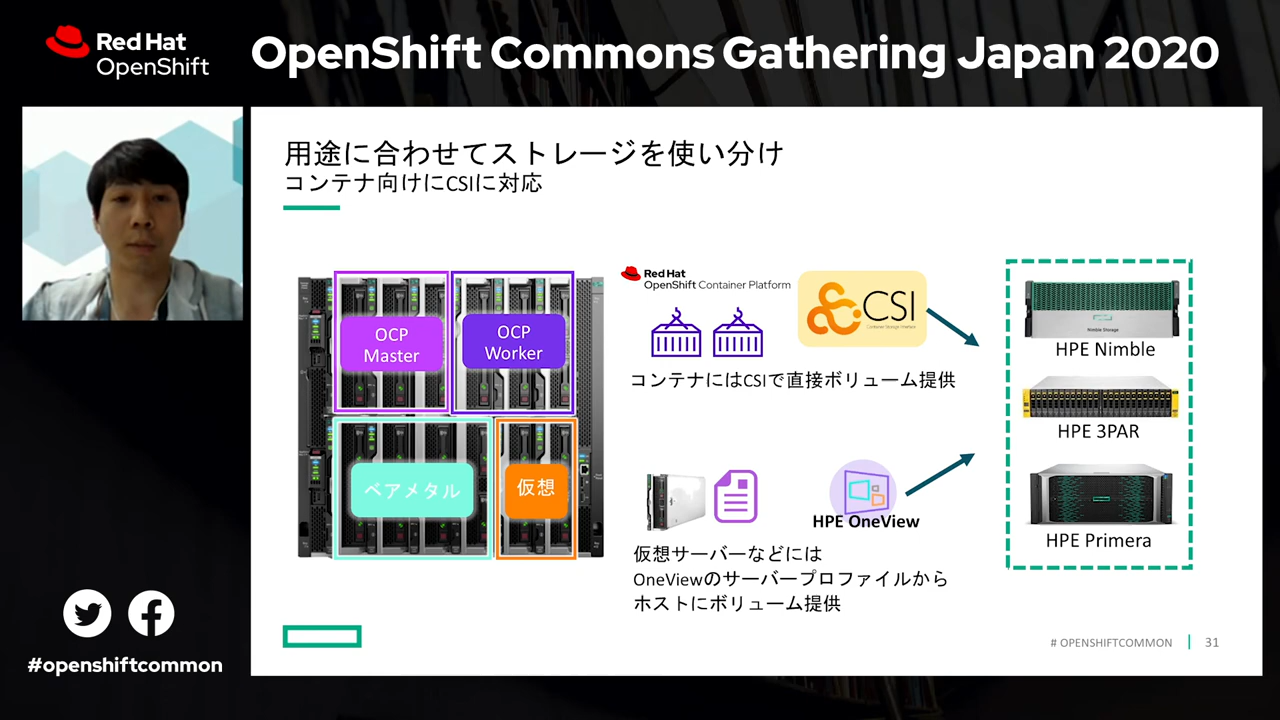 Red Hat
OpenShift
OpenShift Commons Gathering Japan 2020
用途に合わせてストレージを使い分け
コンテナ向けにCSIに対応
OCP
Master
OCP
Worker
ベアメタル
仮想
Red Hat
OpenShift Container Platform
CSI
Container Storage Interface
コンテナにはCSIで直接ボリューム提供
HPE OneView
仮想サーバーなどには
OneViewのサーバープロファイルから
ホストにボリューム提供
Nimble Storage
HPE Nimble
HPE 3PAR
HPE Primera
# OPENSHIFTCOMMON
31
#openshiftcommon